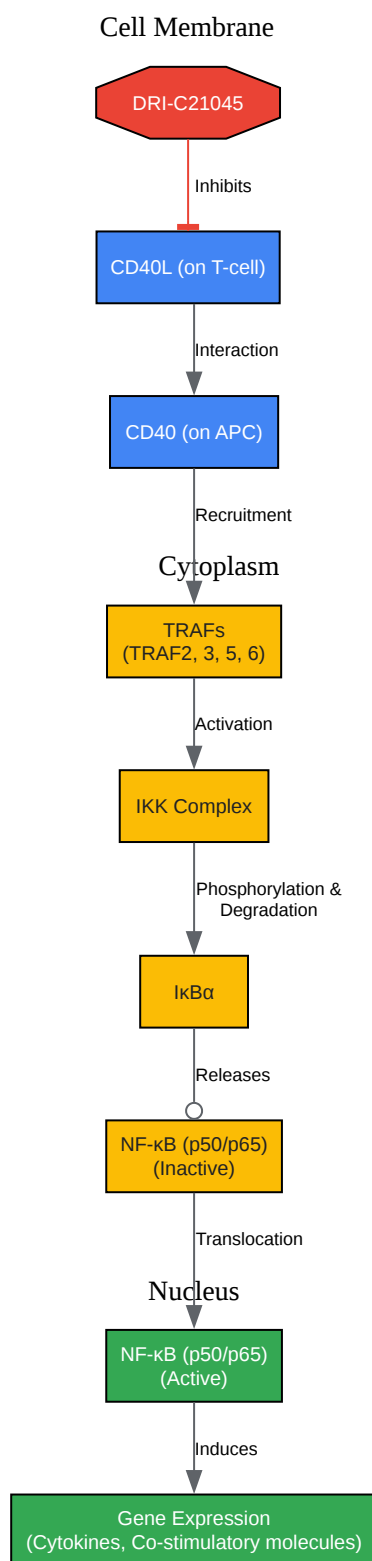 Cell Membrane
DRI-C21045
Inhibits
CD40L (on T-cell)
Interaction
CD40 (on APC)
Recruitment
Cytoplasm
TRAFs
(TRAF2, 3, 5, 6)
Activation
IKK Complex
Phosphorylation &
Degradation
IκBα
Releases
NF-κB (p50/p65)
(Inactive)
Translocation
Nucleus
NF-κB (p50/p65)
(Active)
Induces
Gene Expression
(Cytokines, Co-stimulatory molecules)